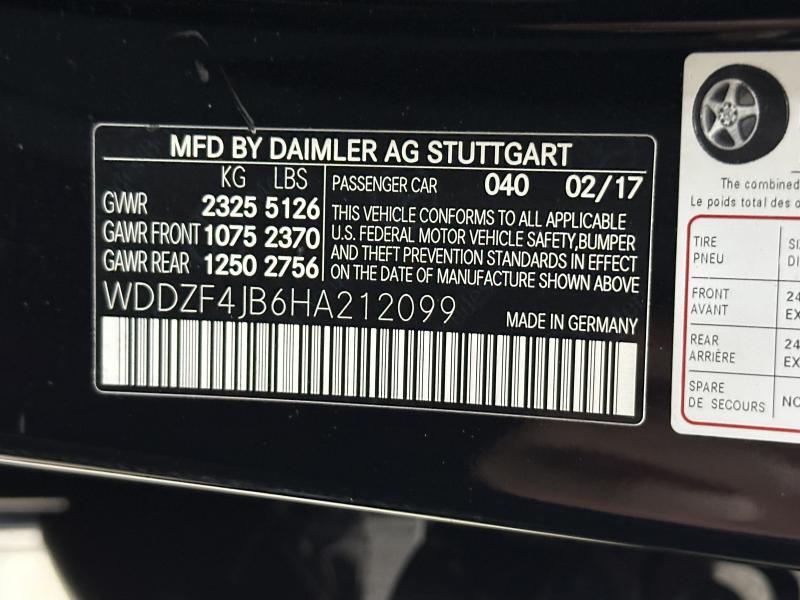 MFD BY DAIMLER AG STUTTGART
KG LBS
GVWR 2325 5126
GAWR FRONT 1075 2370
GAWR REAR 1250 2756
PASSENGER CAR 040 02/17
THIS VEHICLE CONFORMS TO ALL APPLICABLE
U.S. FEDERAL MOTOR VEHICLE SAFETY, BUMPER
AND THEFT PREVENTION STANDARDS IN EFFECT
ON THE DATE OF MANUFACTURE SHOWN ABOVE
WDDZF4JB6HA212099
MADE IN GERMANY
The combined
Le poids total des
TIRE
PNEU
FRONT
AVANT
REAR
ARRIÈRE
SPARE
DE SECOURS